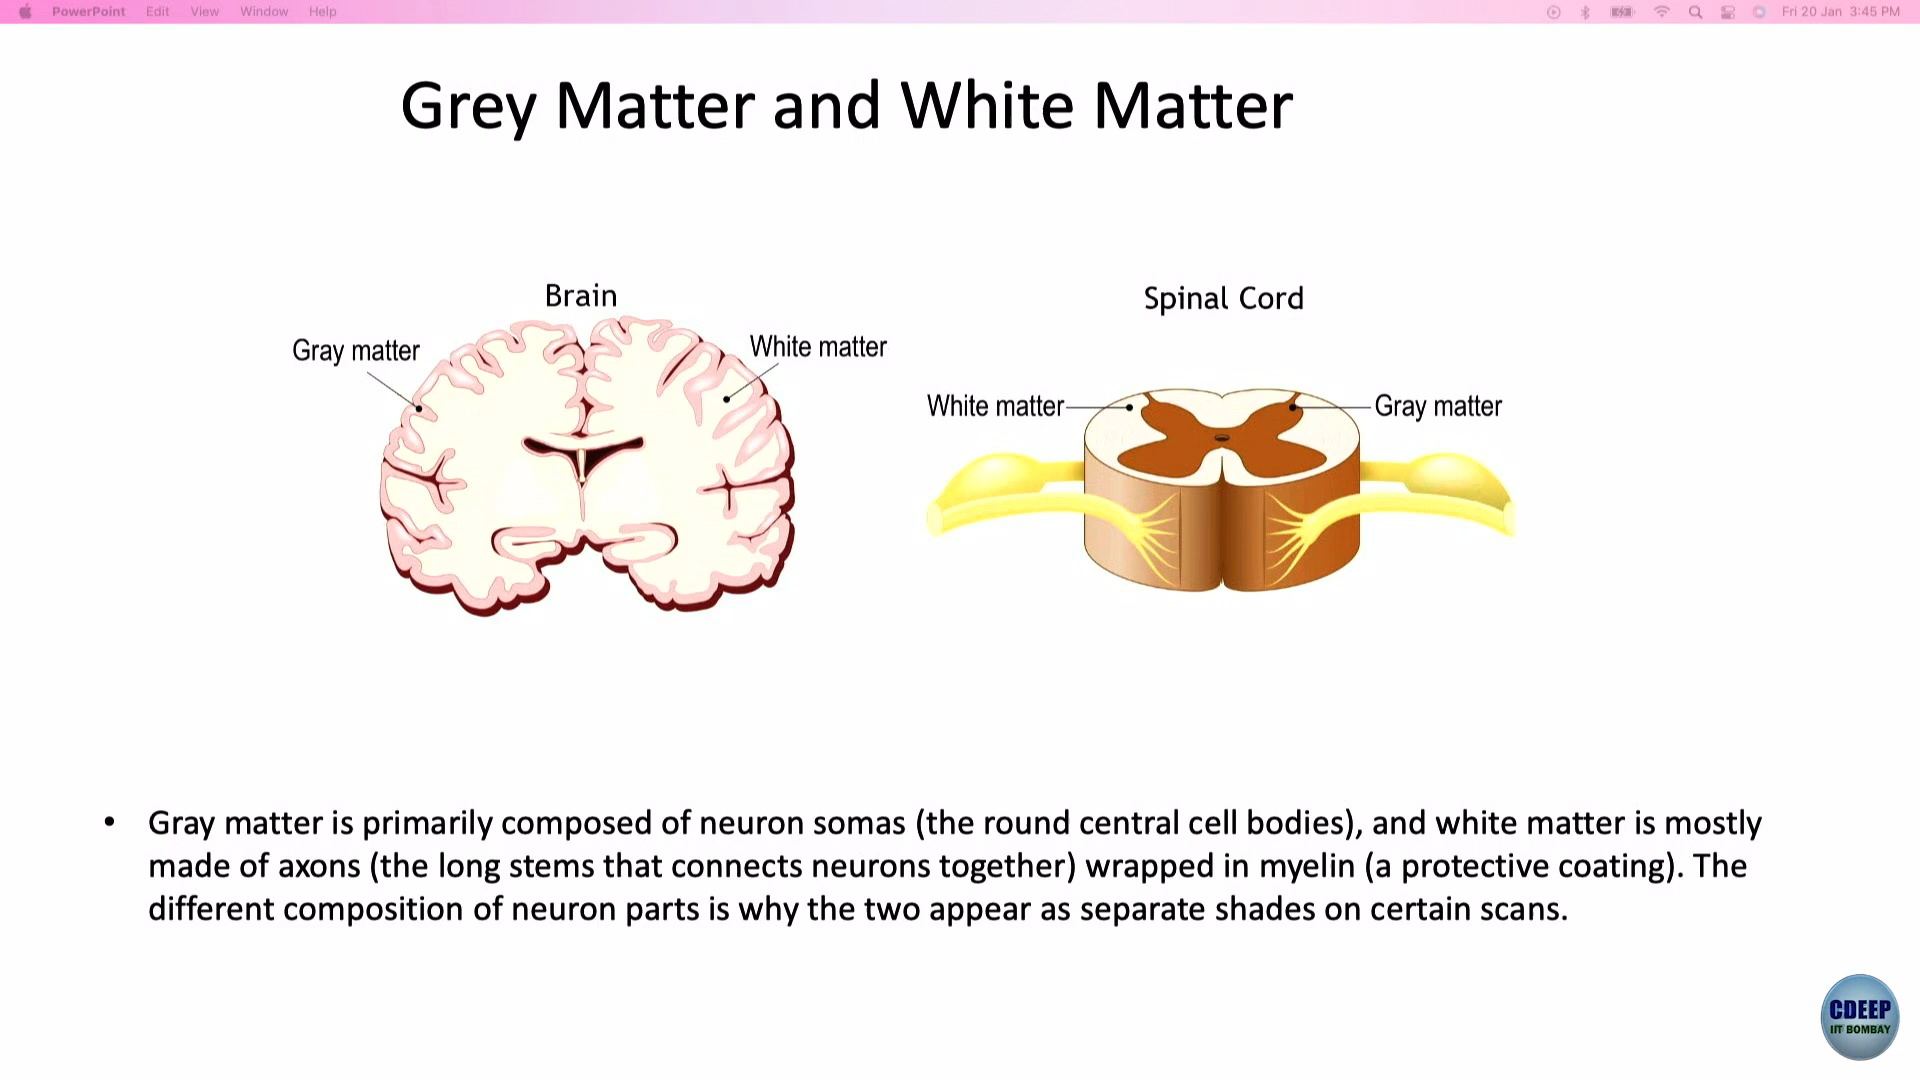 PowerPoint Edit View Window Help Fri 20 Jan 3:45 PM
Grey Matter and White Matter
Brain
Spinal Cord
Gray matter
White matter
White matter
Gray matter
• Gray matter is primarily composed of neuron somas (the round central cell bodies), and white matter is mostly
made of axons (the long stems that connects neurons together) wrapped in myelin (a protective coating). The
different composition of neuron parts is why the two appear as separate shades on certain scans.
CDEEP
IIT BOMBAY